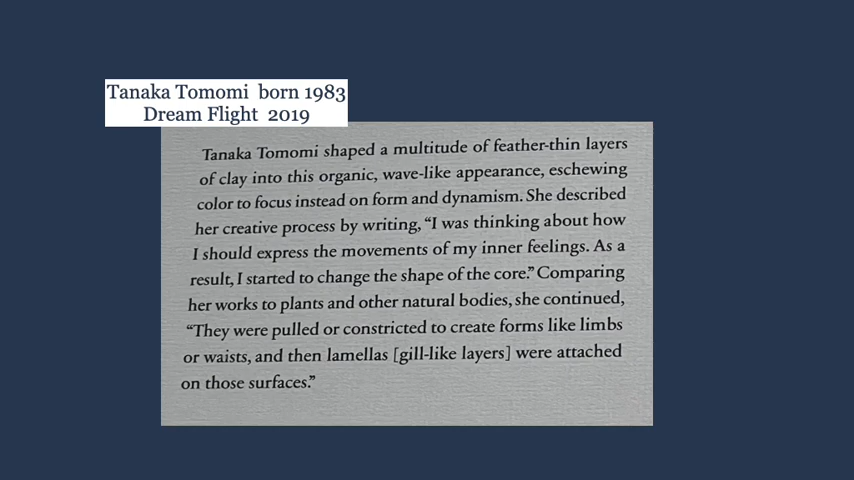 Tanaka Tomomi  born 1983
Dream Flight  2019
Tanaka Tomomi shaped a multitude of feather-thin layers
of clay into this organic, wave-like appearance, eschewing
color to focus instead on form and dynamism. She described
her creative process by writing, “I was thinking about how
I should express the movements of my inner feelings. As a
result, I started to change the shape of the core.” Comparing
her works to plants and other natural bodies, she continued,
“They were pulled or constricted to create forms like limbs
or waists, and then lamellas [gill-like layers] were attached
on those surfaces.”